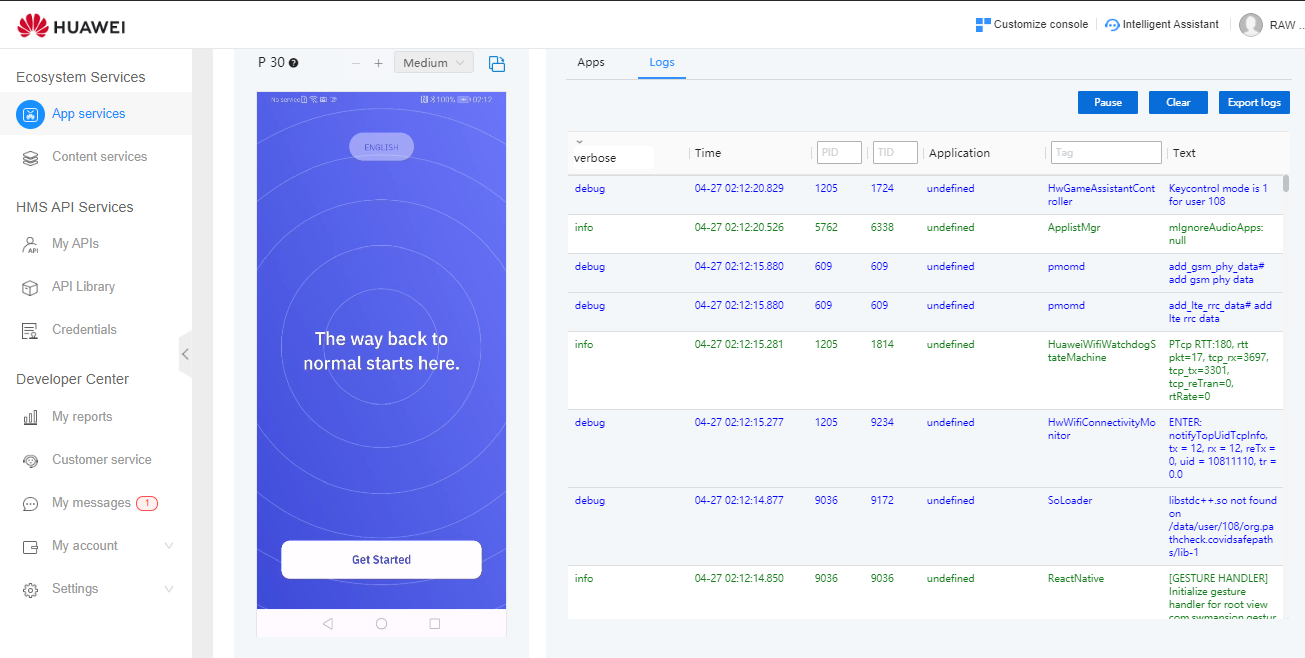 HUAWEI
Customize console
Intelligent Assistant
RAW ...
Ecosystem Services
App services
Content services
HMS API Services
My APIs
API Library
Credentials
Developer Center
My reports
Customer service
My messages 1
My account
Settings
P 30
Medium
No service
100% 02:12
ENGLISH
The way back to
normal starts here.
Get Started
Apps
Logs
Pause
Clear
Export logs
verbose Time PID TID Application Tag Text
debug 04-27 02:12:20.829 1205 1724 undefined HwGameAssistantCont Keycontrol mode is 1
roller for user 108
info 04-27 02:12:20.526 5762 6338 undefined ApplistMgr mIgnoreAudioApps:
null
debug 04-27 02:12:15.880 609 609 undefined pmomd add_gsm_phy_data#
add gsm phy data
debug 04-27 02:12:15.880 609 609 undefined pmomd add_lte_rrc_data# add
lte rrc data
info 04-27 02:12:15.281 1205 1814 undefined HuaweiWifiWatchdogS PTcp RTT:180, rtt
tateMachine pkt=17, tcp_rx=3697,
tcp_tx=3301,
tcp_reTran=0,
rtRate=0
debug 04-27 02:12:15.277 1205 9234 undefined HwWifiConnectivityMo ENTER:
nitor notifyTopUidTcpInfo,
tx = 12, rx = 12, reTx =
0, uid = 10811110, tr =
0.0
debug 04-27 02:12:14.877 9036 9172 undefined SoLoader libstdc++.so not found
on
/data/user/108/org.pa
thcheck.covidsafepath
s/lib-1
info 04-27 02:12:14.850 9036 9036 undefined ReactNative [GESTURE HANDLER]
Initialize gesture
handler for root view
com.swmansion.gestur